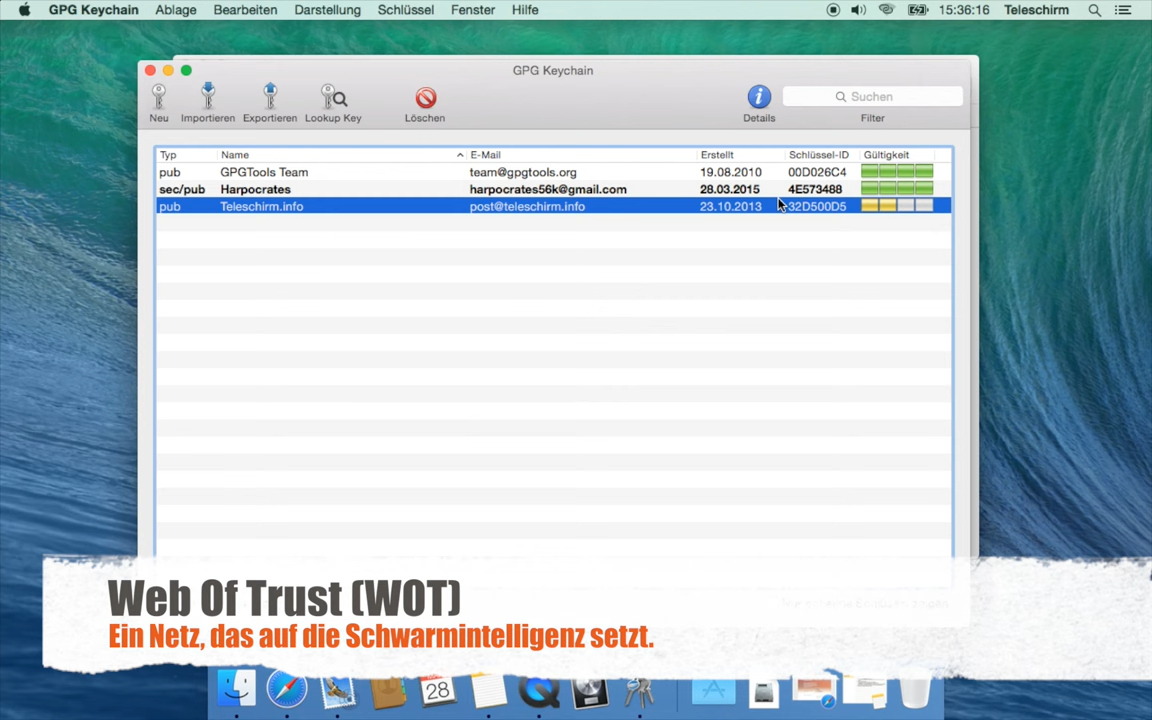 GPG Keychain Ablage Bearbeiten Darstellung Schlüssel Fenster Hilfe 15:36:16 Teleschirm
GPG Keychain
Neu Importieren Exportieren Lookup Key Löschen Details Suchen
Filter
Typ Name E-Mail Erstellt Schlüssel-ID Gültigkeit
pub GPGTools Team team@gpgtools.org 19.08.2010 00D026C4
sec/pub Harpocrates harpocrates56k@gmail.com 28.03.2015 4E573488
pub Teleschirm.info post@teleschirm.info 23.10.2013 32D500D5
Web Of Trust (WOT)
Ein Netz, das auf die Schwarmintelligenz setzt.
28